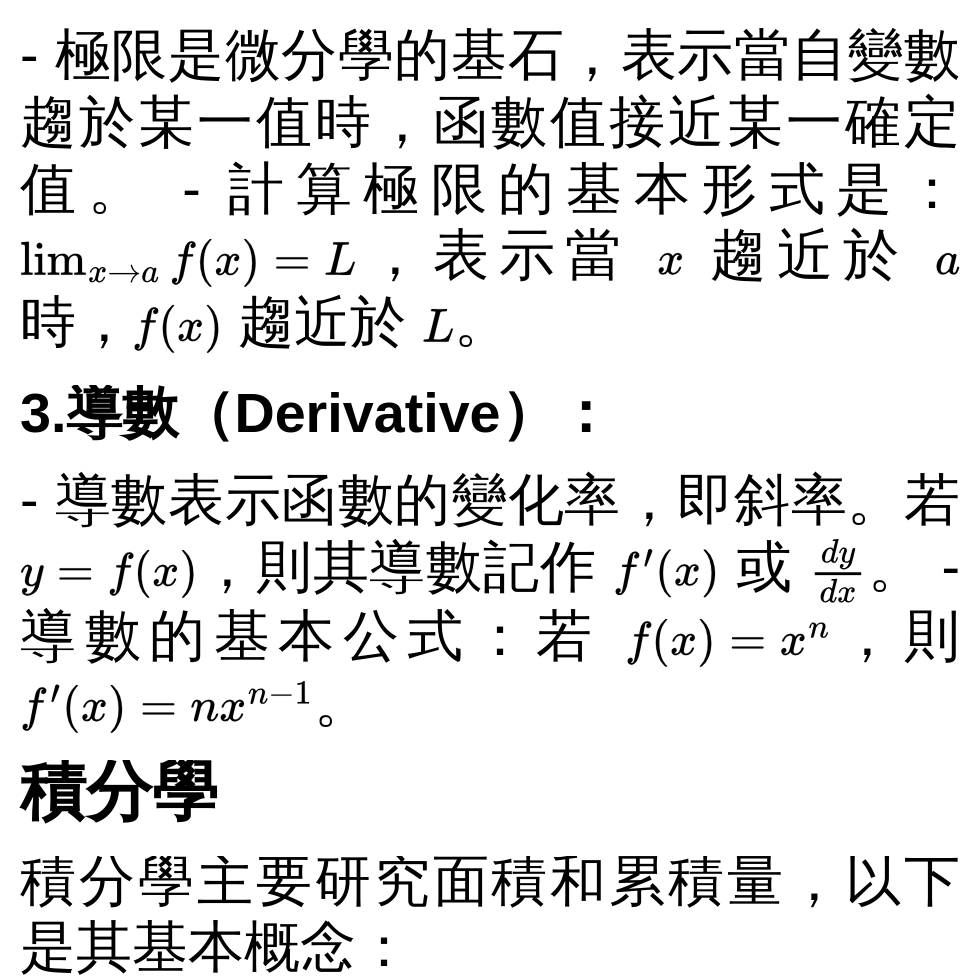 - 極限是微分學的基石，表示當自變數
趨於某一值時，函數值接近某一確定
值。 - 計算極限的基本形式是：
$\lim_{x \to a} f(x) = L$，表示當 $x$ 趨近於 $a$
時，$f(x)$ 趨近於 $L$。
3.導數（Derivative）：
- 導數表示函數的變化率，即斜率。若
$y = f(x)$，則其導數記作 $f'(x)$ 或 $\frac{dy}{dx}$。 -
導數的基本公式：若 $f(x) = x^n$，則
$f'(x) = nx^{n-1}$。
積分學
積分學主要研究面積和累積量，以下
是其基本概念：